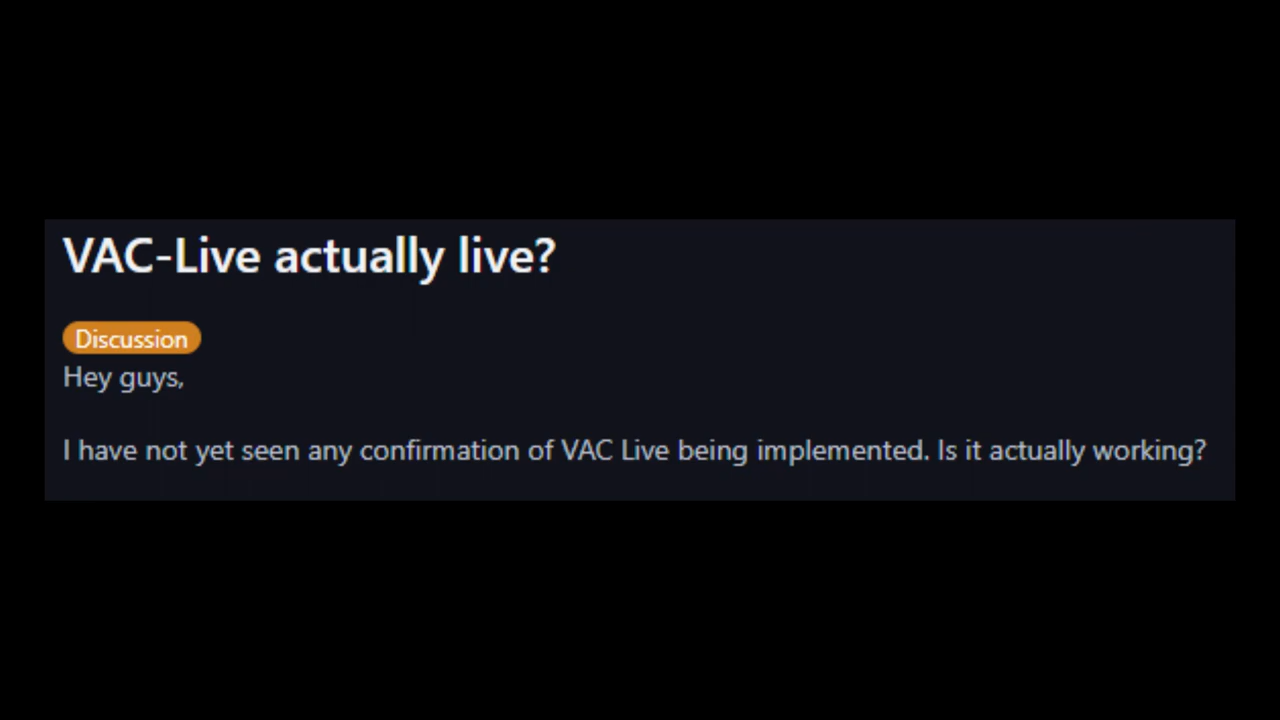 VAC-Live actually live?
Discussion
Hey guys,
I have not yet seen any confirmation of VAC Live being implemented. Is it actually working?